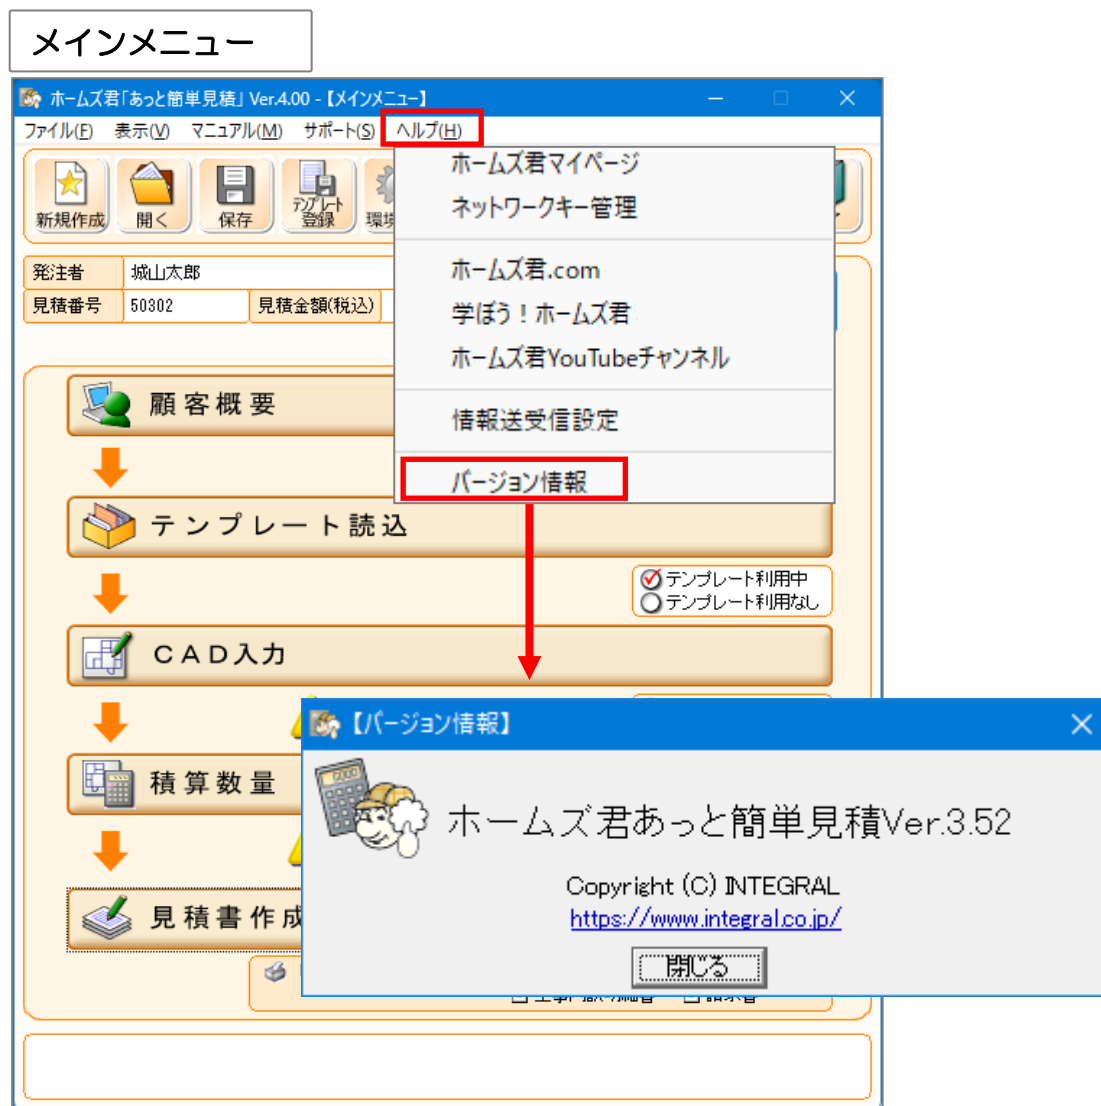 メインメニュー
ホームズ君「あっと簡単見積」 Ver.4.00 - 【メインメニュー】
ファイル(F) 表示(V) マニュアル(M) サポート(S) ヘルプ(H)
新規作成 開く 保存 テンプレート登録
ホームズ君マイページ
ネットワークキー管理
ホームズ君.com
学ぼう！ホームズ君
ホームズ君YouTubeチャンネル
情報送受信設定
バージョン情報
発注者 城山太郎
見積番号 50302 見積金額(税込)
顧客概要
テンプレート読込
テンプレート利用中
テンプレート利用なし
CAD入力
積算数量
見積書作成
【バージョン情報】
ホームズ君あっと簡単見積Ver.3.52
Copyright (C) INTEGRAL
https://www.integral.co.jp/
閉じる